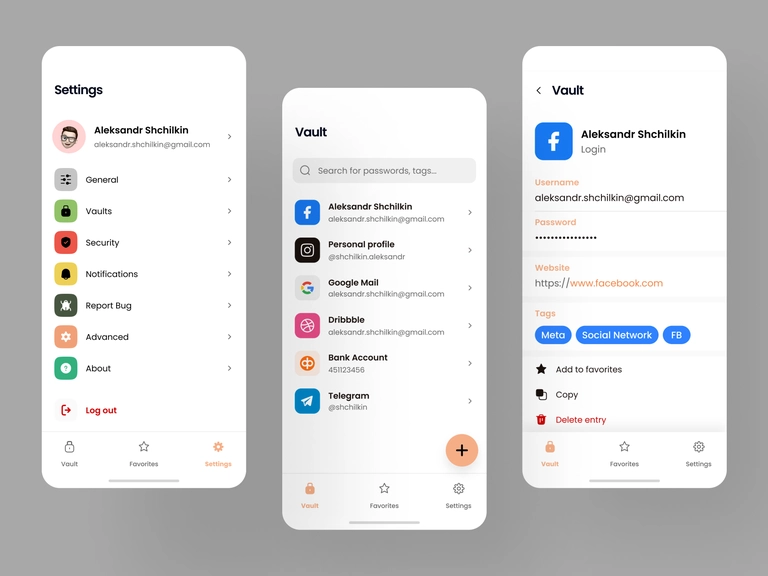 Settings
Aleksandr Shchilkin
aleksandr.shchilkin@gmail.com
General
Vaults
Security
Notifications
Report Bug
Advanced
About
Log out
Vault
Favorites
Settings
Vault
Search for passwords, tags...
Aleksandr Shchilkin
aleksandr.shchilkin@gmail.com
Personal profile
@shchilkin.aleksandr
Google Mail
aleksandr.shchilkin@gmail.com
Dribbble
aleksandr.shchilkin@gmail.com
Bank Account
451123456
Telegram
@shchilkin
Vault
Favorites
Settings
Vault
Aleksandr Shchilkin
Login
Username
aleksandr.shchilkin@gmail.com
Password
•••••••••••••••
Website
https://www.facebook.com
Tags
Meta
Social Network
FB
Add to favorites
Copy
Delete entry
Vault
Favorites
Settings